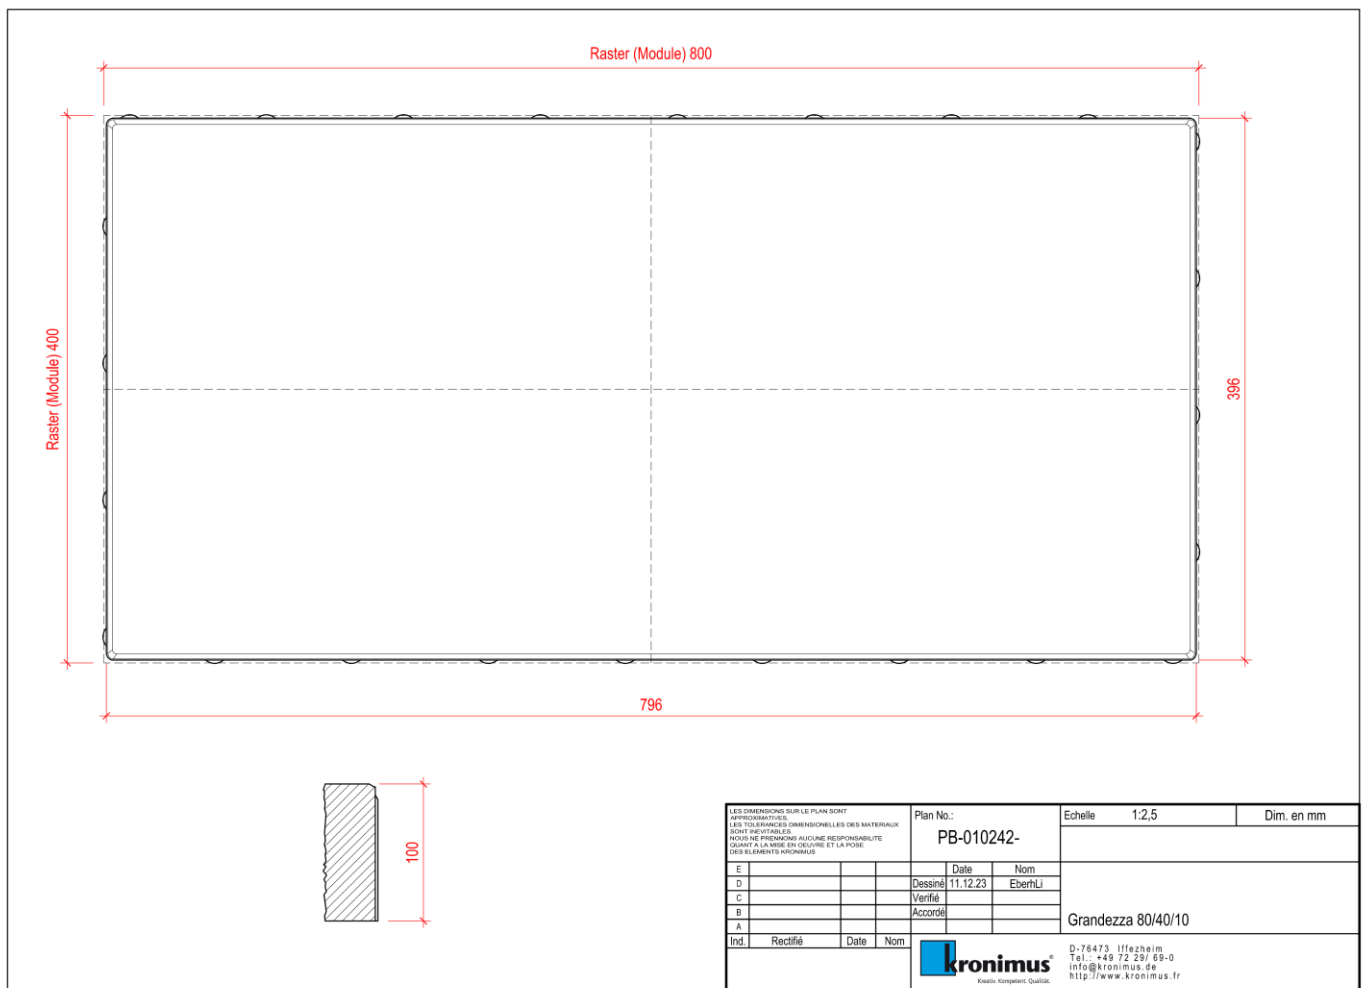 Raster (Module) 800
Raster (Module) 400
396
796
100
LES DIMENSIONS SUR LE PLAN SONT
APPROXIMATIVES,
LES TOLERANCES DIMENSIONELLES DES MATERIAUX
SONT INEVITABLES.
NOUS NE PRENNONS AUCUNE RESPONSABILITE
QUANT A LA MISE EN OEUVRE ET LA POSE
DES ELEMENTS KRONIMUS
Plan No.:
PB-010242-
Echelle 1:2,5 Dim. en mm
E Date Nom
D Dessiné 11.12.23 EberhLi
C Verifié
B Accordé
A
Grandezza 80/40/10
Ind. Rectifié Date Nom
kronimus®
Kreativ. Kompetent. Qualität.
D-76473 Iffezheim
Tel.: +49 72 29/ 69-0
info@kronimus.de
http://www.kronimus.fr